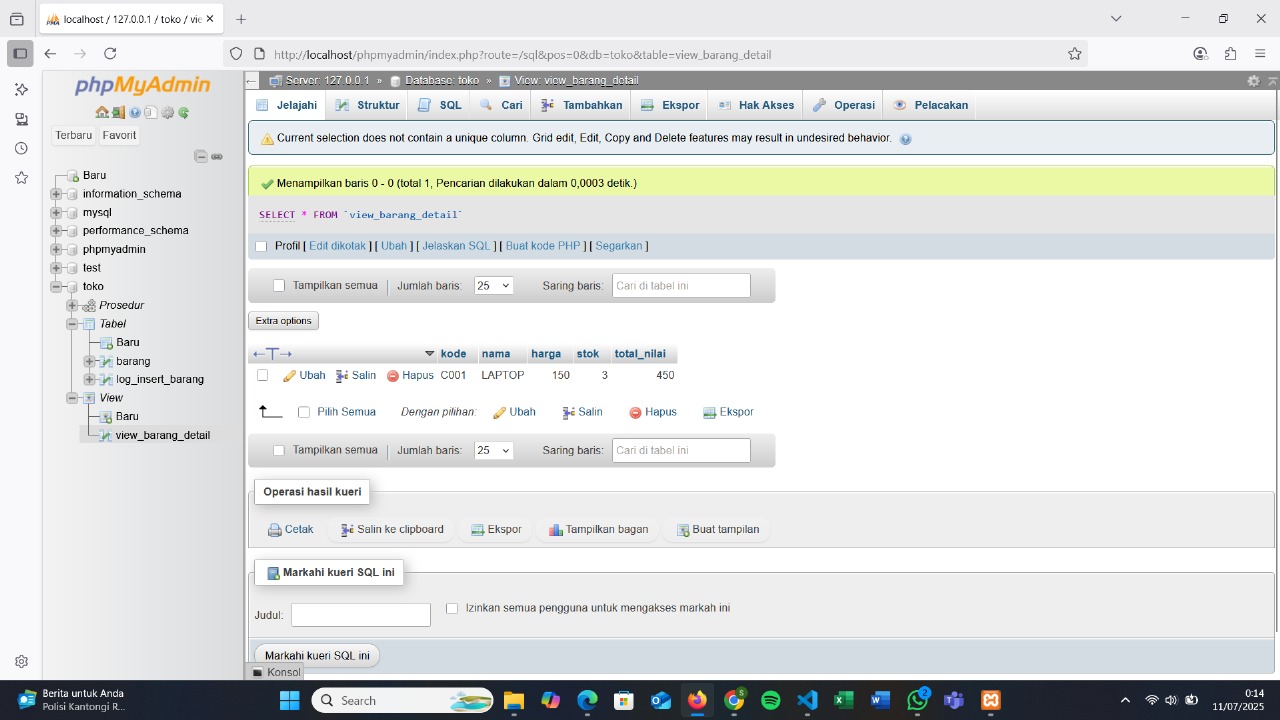 localhost / 127.0.0.1 / toko / vie
http://localhost/phpmyadmin/index.php?route=/sql&pos=0&db=toko&table=view_barang_detail
phpMyAdmin
Terbaru Favorit
Baru
information_schema
mysql
performance_schema
phpmyadmin
test
toko
Prosedur
Tabel
Baru
barang
log_insert_barang
View
Baru
view_barang_detail
Server: 127.0.0.1 » Database: toko » View: view_barang_detail
Jelajahi Struktur SQL Cari Tambahkan Ekspor Hak Akses Operasi Pelacakan
Current selection does not contain a unique column. Grid edit, Edit, Copy and Delete features may result in undesired behavior.
Menampilkan baris 0 - 0 (total 1, Pencarian dilakukan dalam 0,0003 detik.)
SELECT * FROM `view_barang_detail`
Profil [ Edit dikotak ] [ Ubah ] [ Jelaskan SQL ] [ Buat kode PHP ] [ Segarkan ]
Tampilkan semua Jumlah baris: 25 Saring baris: Cari di tabel ini
Extra options
kode nama harga stok total_nilai
Ubah Salin Hapus C001 LAPTOP 150 3 450
Pilih Semua Dengan pilihan: Ubah Salin Hapus Ekspor
Tampilkan semua Jumlah baris: 25 Saring baris: Cari di tabel ini
Operasi hasil kueri
Cetak Salin ke clipboard Ekspor Tampilkan bagan Buat tampilan
Markahi kueri SQL ini
Judul: Izinkan semua pengguna untuk mengakses markah ini
Markahi kueri SQL ini
Konsol
Berita untuk Anda
Polisi Kantongi R...
Search
2
0:14
11/07/2025